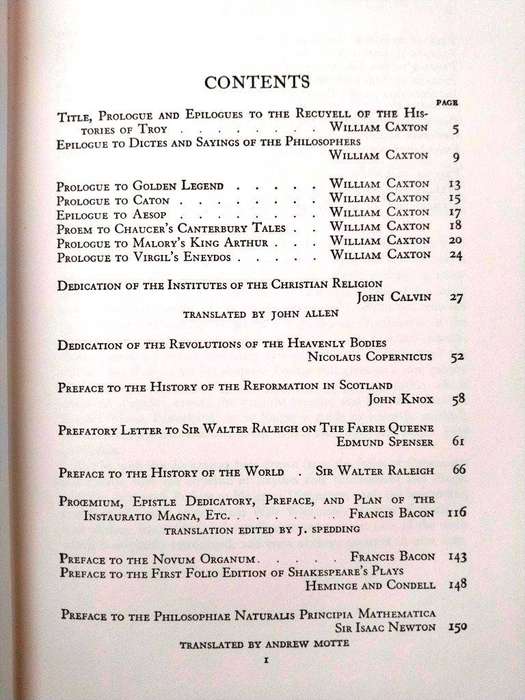 CONTENTS
PAGE
Title, Prologue and Epilogues to the Recuyell of the His-
tories of Troy . . . . . . . William Caxton 5
Epilogue to Dictes and Sayings of the Philosophers
William Caxton 9
Prologue to Golden Legend . . . . . William Caxton 13
Prologue to Caton . . . . . . . . William Caxton 15
Epilogue to Aesop . . . . . . . William Caxton 17
Proem to Chaucer's Canterbury Tales . . William Caxton 18
Prologue to Malory's King Arthur . . . William Caxton 20
Prologue to Virgil's Eneydos . . . . . William Caxton 24
Dedication of the Institutes of the Christian Religion
John Calvin 27
TRANSLATED BY JOHN ALLEN
Dedication of the Revolutions of the Heavenly Bodies
Nicolaus Copernicus 52
Preface to the History of the Reformation in Scotland
John Knox 58
Prefatory Letter to Sir Walter Raleigh on The Faerie Queene
Edmund Spenser 61
Preface to the History of the World . Sir Walter Raleigh 66
Proœmium, Epistle Dedicatory, Preface, and Plan of the
Instauratio Magna, Etc. . . . . . . Francis Bacon 116
TRANSLATION EDITED BY J. SPEDDING
Preface to the Novum Organum . . . . . Francis Bacon 143
Preface to the First Folio Edition of Shakespeare's Plays
Heminge and Condell 148
Preface to the Philosophiae Naturalis Principia Mathematica
Sir Isaac Newton 150
TRANSLATED BY ANDREW MOTTE
1